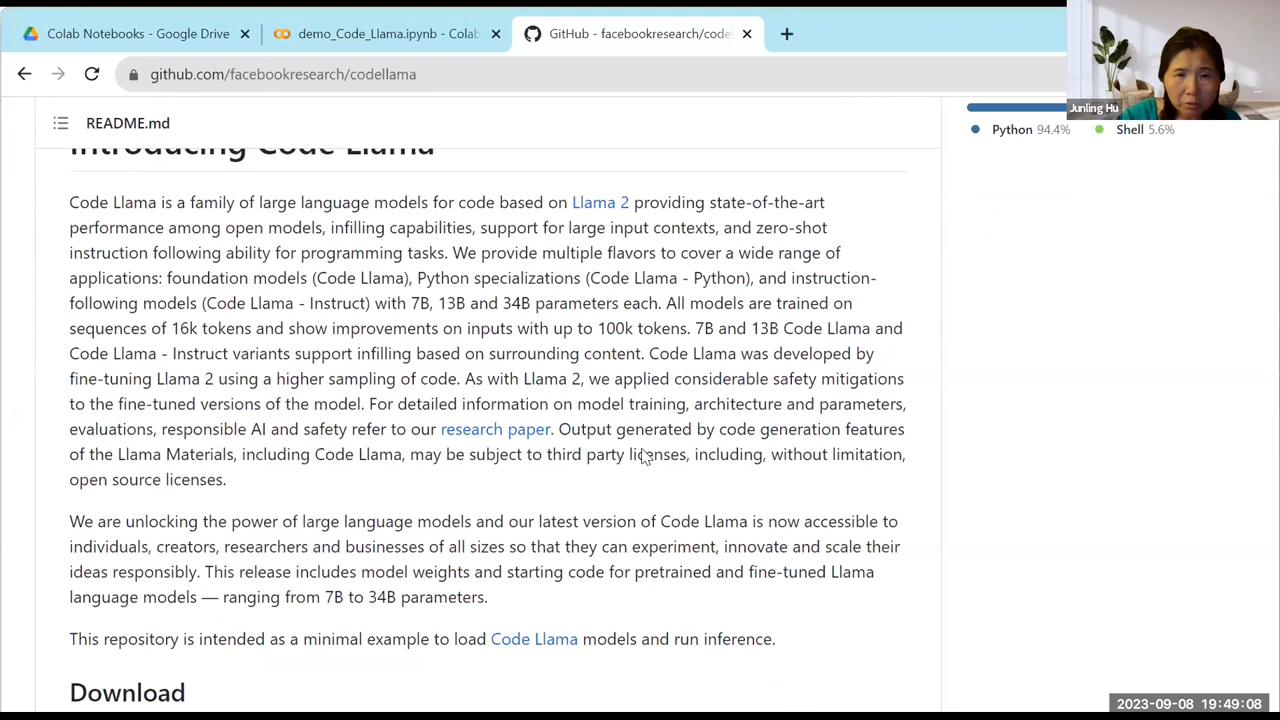 Colab Notebooks - Google Drive
demo_Code_Llama.ipynb - Colab
GitHub - facebookresearch/code
github.com/facebookresearch/codellama
Junling Hu
README.md
Python 94.4%
Shell 5.6%
Introducing Code Llama
Code Llama is a family of large language models for code based on Llama 2 providing state-of-the-art
performance among open models, infilling capabilities, support for large input contexts, and zero-shot
instruction following ability for programming tasks. We provide multiple flavors to cover a wide range of
applications: foundation models (Code Llama), Python specializations (Code Llama - Python), and instruction-
following models (Code Llama - Instruct) with 7B, 13B and 34B parameters each. All models are trained on
sequences of 16k tokens and show improvements on inputs with up to 100k tokens. 7B and 13B Code Llama and
Code Llama - Instruct variants support infilling based on surrounding content. Code Llama was developed by
fine-tuning Llama 2 using a higher sampling of code. As with Llama 2, we applied considerable safety mitigations
to the fine-tuned versions of the model. For detailed information on model training, architecture and parameters,
evaluations, responsible AI and safety refer to our research paper. Output generated by code generation features
of the Llama Materials, including Code Llama, may be subject to third party licenses, including, without limitation,
open source licenses.
We are unlocking the power of large language models and our latest version of Code Llama is now accessible to
individuals, creators, researchers and businesses of all sizes so that they can experiment, innovate and scale their
ideas responsibly. This release includes model weights and starting code for pretrained and fine-tuned Llama
language models — ranging from 7B to 34B parameters.
This repository is intended as a minimal example to load Code Llama models and run inference.
Download
2023-09-08 19:49:08